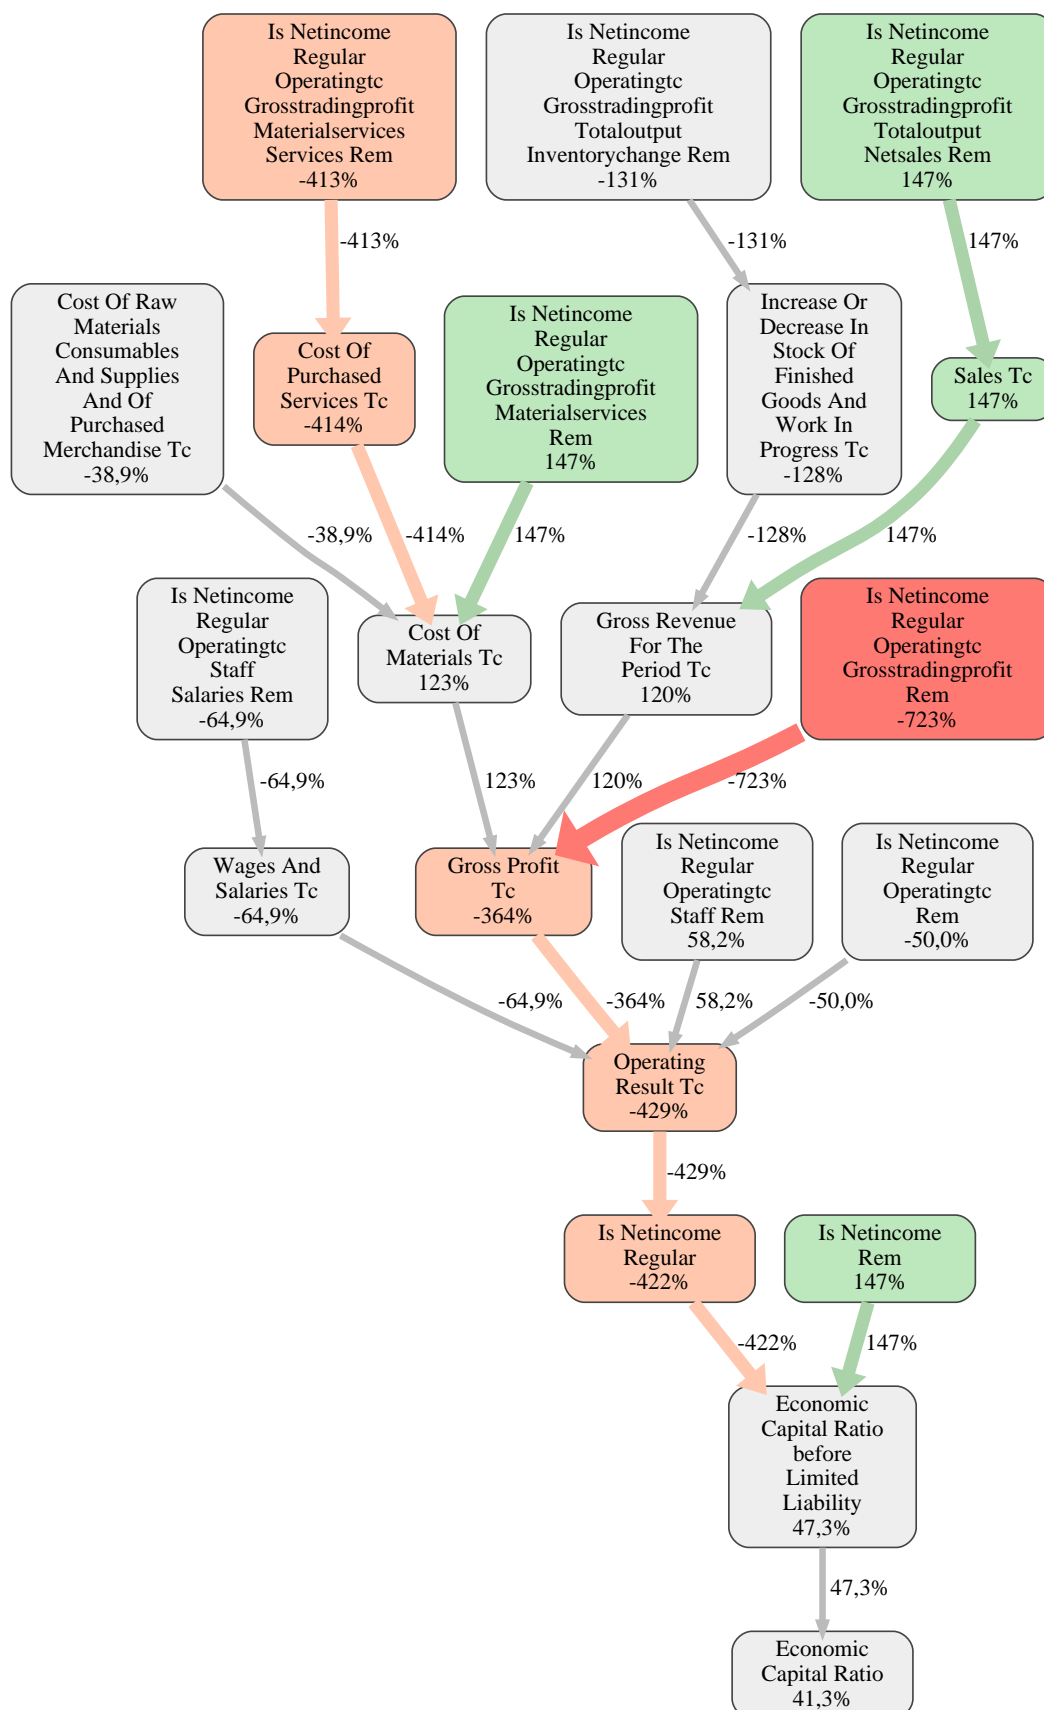 Is Netincome
Regular
Operatingtc
Grosstradingprofit
Materialservices
Services Rem
-413%
Is Netincome
Regular
Operatingtc
Grosstradingprofit
Totaloutput
Inventorychange Rem
-131%
Is Netincome
Regular
Operatingtc
Grosstradingprofit
Totaloutput
Netsales Rem
147%
-413%
-131%
147%
Cost Of Raw
Materials
Consumables
And Supplies
And Of
Purchased
Merchandise Tc
-38,9%
Cost Of
Purchased
Services Tc
-414%
Is Netincome
Regular
Operatingtc
Grosstradingprofit
Materialservices
Rem
147%
Increase Or
Decrease In
Stock Of
Finished
Goods And
Work In
Progress Tc
-128%
Sales Tc
147%
-38,9%
-414%
147%
-128%
147%
Is Netincome
Regular
Operatingtc
Staff
Salaries Rem
-64,9%
Cost Of
Materials Tc
123%
Gross Revenue
For The
Period Tc
120%
Is Netincome
Regular
Operatingtc
Grosstradingprofit
Rem
-723%
-64,9%
123%
120%
-723%
Wages And
Salaries Tc
-64,9%
Gross Profit
Tc
-364%
Is Netincome
Regular
Operatingtc
Staff Rem
58,2%
Is Netincome
Regular
Operatingtc
Rem
-50,0%
-64,9%
-364%
58,2%
-50,0%
Operating
Result Tc
-429%
-429%
Is Netincome
Regular
-422%
Is Netincome
Rem
147%
-422%
147%
Economic
Capital Ratio
before
Limited
Liability
47,3%
47,3%
Economic
Capital Ratio
41,3%